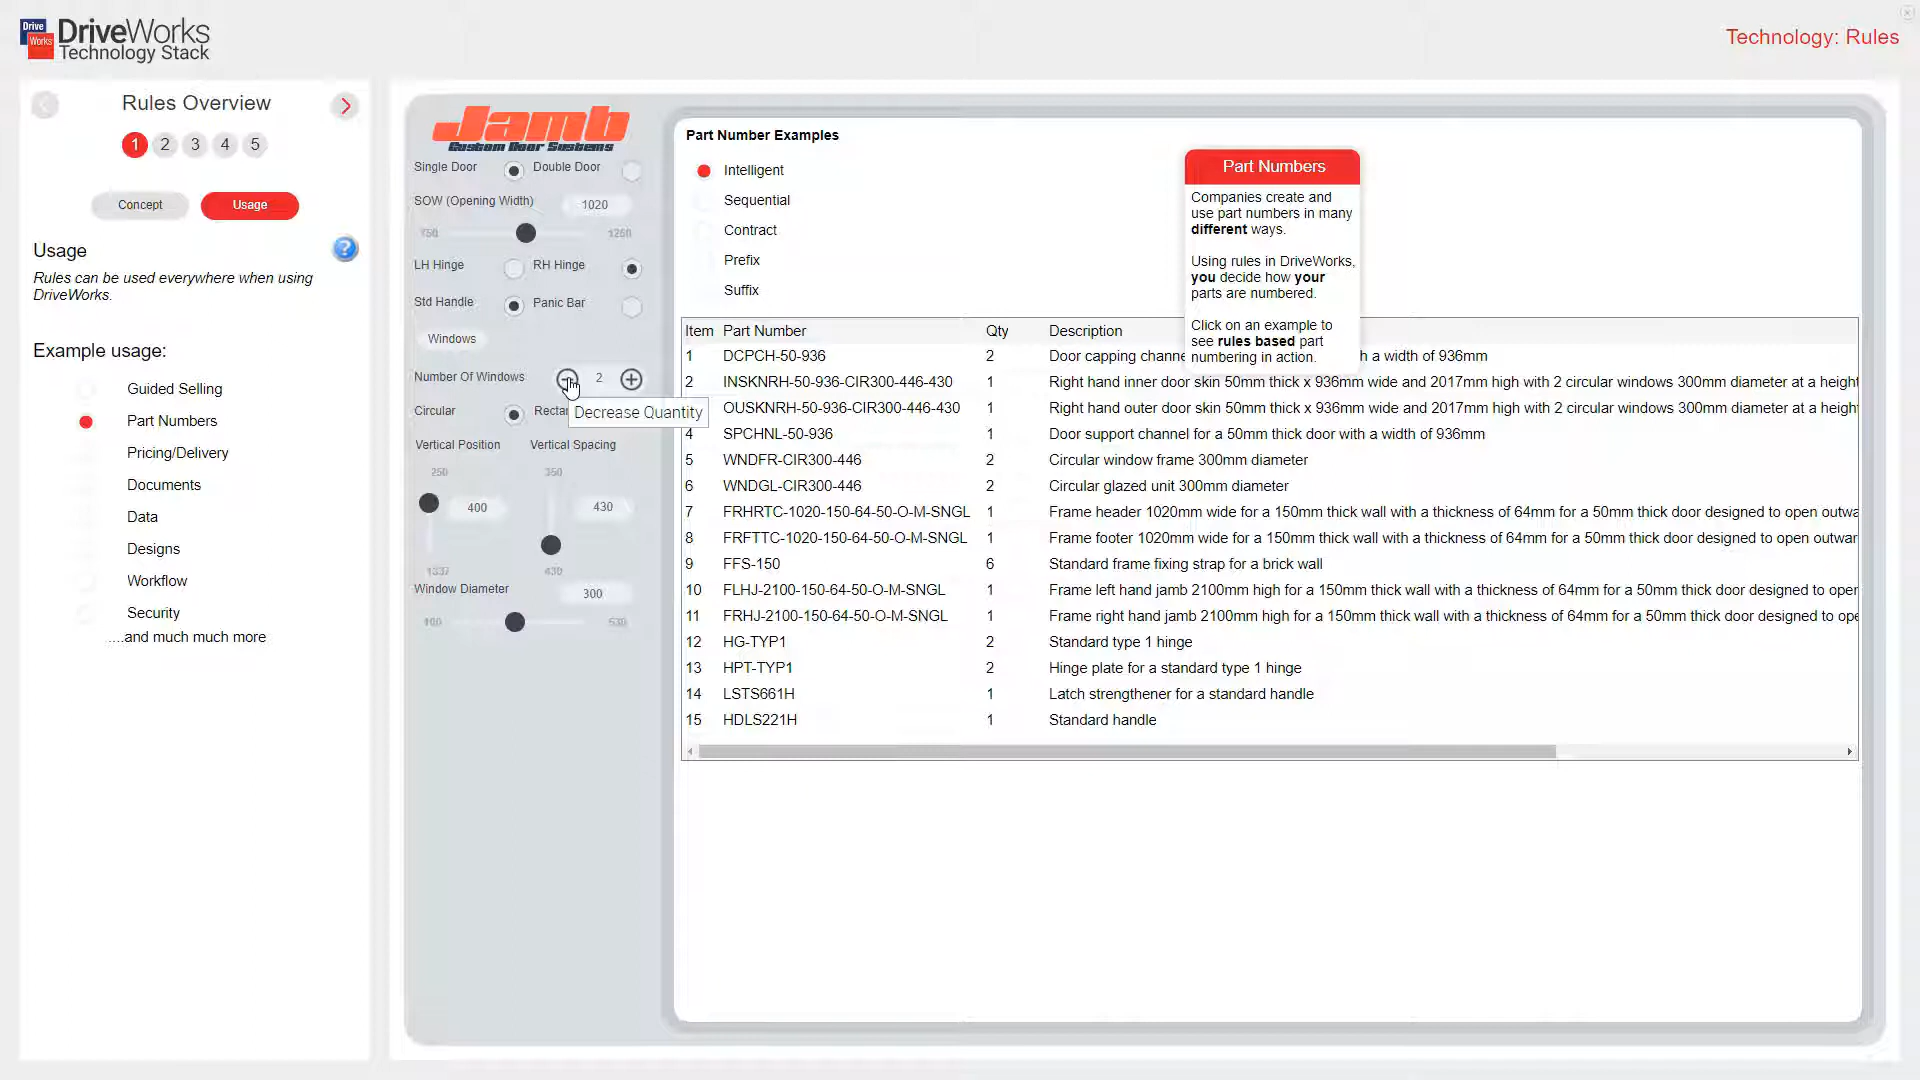 Drive
Works
DriveWorks
Technology Stack
Technology: Rules
Rules Overview
1 2 3 4 5
Concept Usage
Usage
Rules can be used everywhere when using
DriveWorks.
Example usage:
Guided Selling
Part Numbers
Pricing/Delivery
Documents
Data
Designs
Workflow
Security
....and much much more
Jamb
Custom Door Systems
Single Door Double Door
SOW (Opening Width) 1020
750 1250
LH Hinge RH Hinge
Std Handle Panic Bar
Windows
Number Of Windows 2
Circular Recta
Decrease Quantity
Vertical Position Vertical Spacing
250 350
400 430
1337 430
Window Diameter 300
100 530
Part Number Examples
Intelligent
Sequential
Contract
Prefix
Suffix
Part Numbers
Companies create and
use part numbers in many
different ways.
Using rules in DriveWorks,
you decide how your
parts are numbered.
Click on an example to
see rules based part
numbering in action.
Item Part Number Qty Description
1 DCPCH-50-936 2 Door capping channe h a width of 936mm
2 INSKNRH-50-936-CIR300-446-430 1 Right hand inner door skin 50mm thick x 936mm wide and 2017mm high with 2 circular windows 300mm diameter at a height
OUSKNRH-50-936-CIR300-446-430 1 Right hand outer door skin 50mm thick x 936mm wide and 2017mm high with 2 circular windows 300mm diameter at a height
4 SPCHNL-50-936 1 Door support channel for a 50mm thick door with a width of 936mm
5 WNDFR-CIR300-446 2 Circular window frame 300mm diameter
6 WNDGL-CIR300-446 2 Circular glazed unit 300mm diameter
7 FRHRTC-1020-150-64-50-O-M-SNGL 1 Frame header 1020mm wide for a 150mm thick wall with a thickness of 64mm for a 50mm thick door designed to open outwa
8 FRFTTC-1020-150-64-50-O-M-SNGL 1 Frame footer 1020mm wide for a 150mm thick wall with a thickness of 64mm for a 50mm thick door designed to open outwar
9 FFS-150 6 Standard frame fixing strap for a brick wall
10 FLHJ-2100-150-64-50-O-M-SNGL 1 Frame left hand jamb 2100mm high for a 150mm thick wall with a thickness of 64mm for a 50mm thick door designed to oper
11 FRHJ-2100-150-64-50-O-M-SNGL 1 Frame right hand jamb 2100mm high for a 150mm thick wall with a thickness of 64mm for a 50mm thick door designed to ope
12 HG-TYP1 2 Standard type 1 hinge
13 HPT-TYP1 2 Hinge plate for a standard type 1 hinge
14 LSTS661H 1 Latch strengthener for a standard handle
15 HDLS221H 1 Standard handle